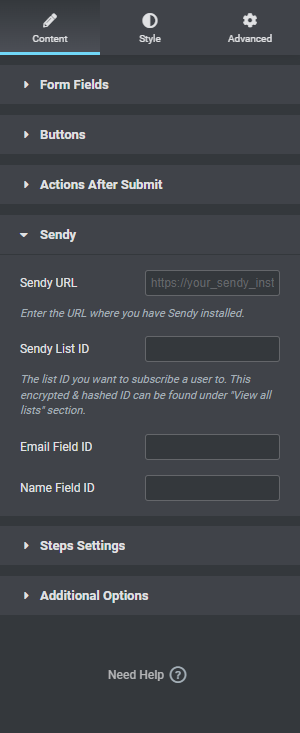 Content Style Advanced
Form Fields
Buttons
Actions After Submit
Sendy
Sendy URL https://your_sendy_inst
Enter the URL where you have Sendy installed.
Sendy List ID
The list ID you want to subscribe a user to. This
encrypted & hashed ID can be found under "View all
lists" section.
Email Field ID
Name Field ID
Steps Settings
Additional Options
Need Help ?